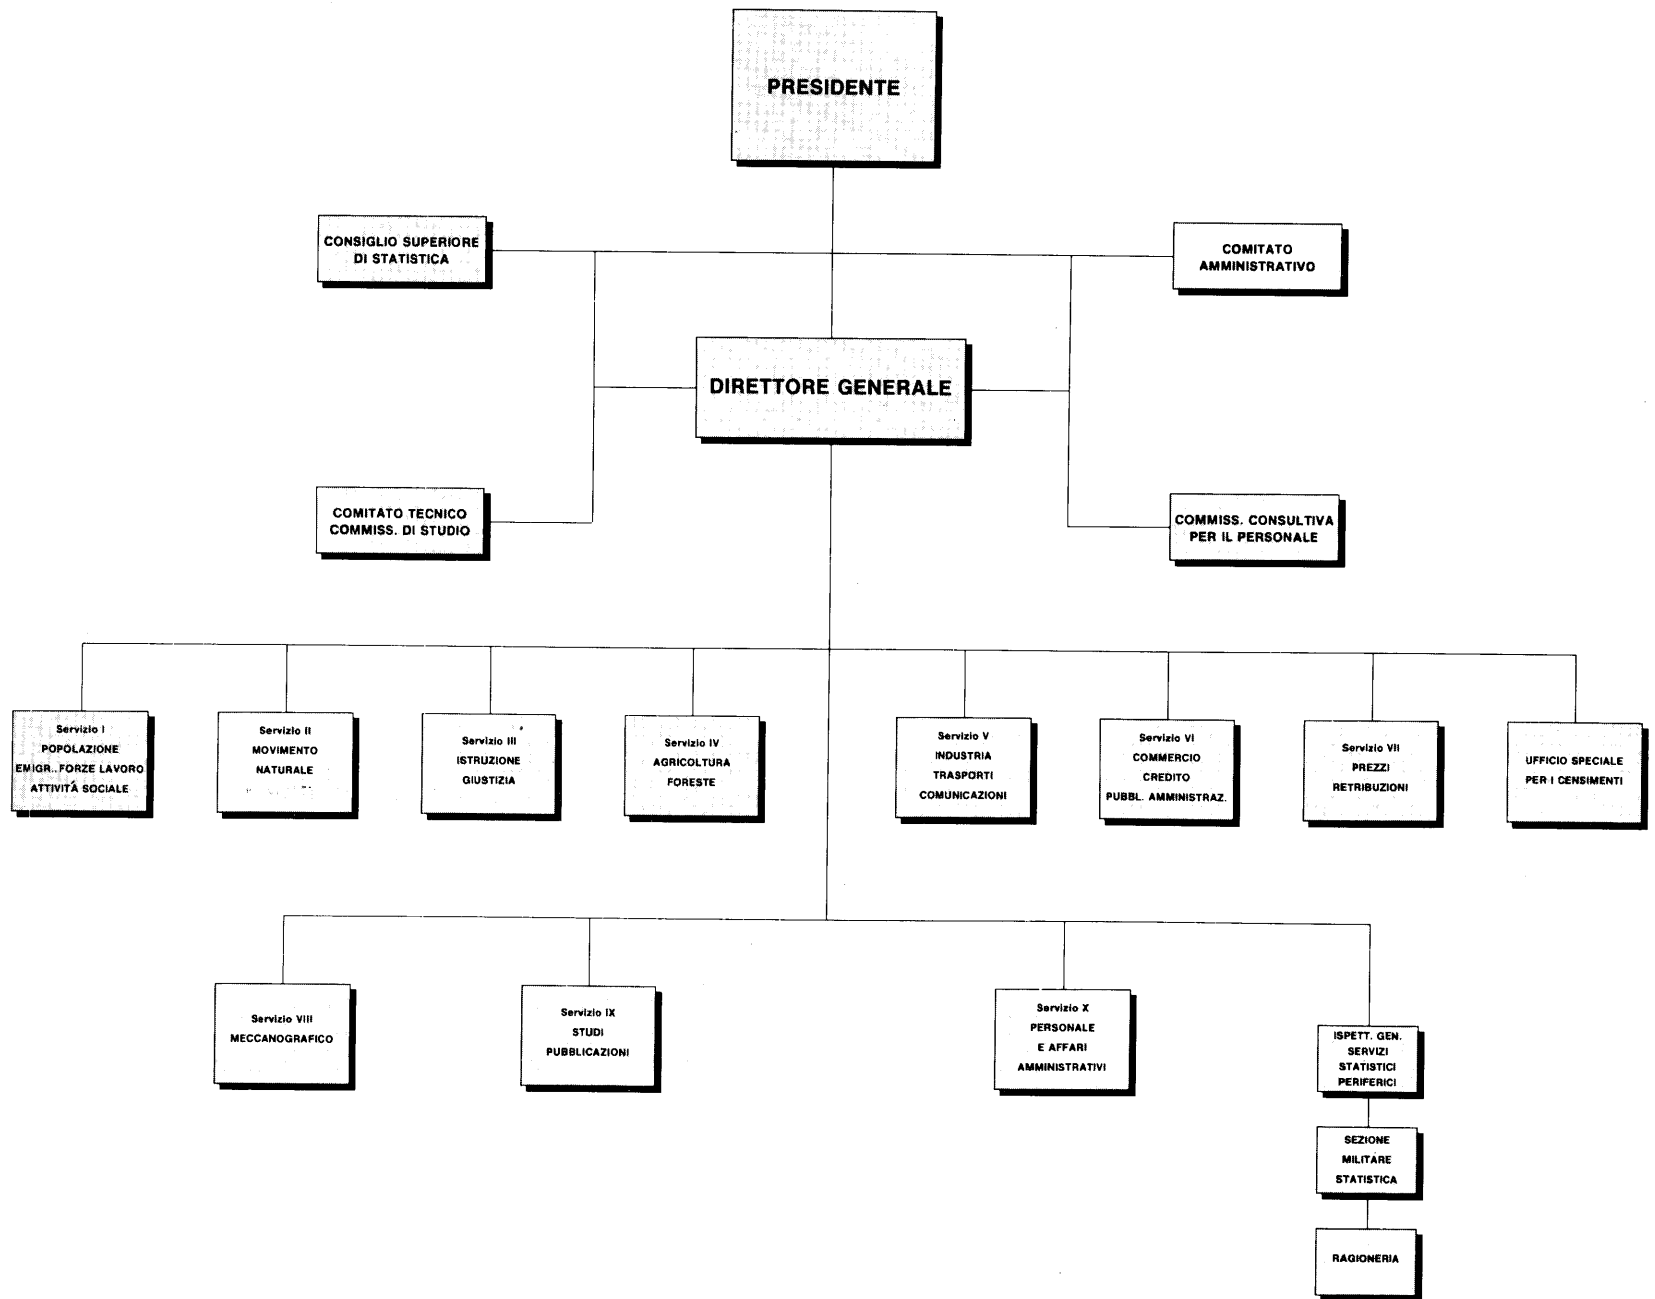 PRESIDENTE
CONSIGLIO SUPERIORE
DI STATISTICA
COMITATO
AMMINISTRATIVO
DIRETTORE GENERALE
COMITATO TECNICO
COMMISS. DI STUDIO
COMMISS. CONSULTIVA
PER IL PERSONALE
Servizio I
POPOLAZIONE
EMIGR.. FORZE LAVORO
ATTIVITÁ SOCIALE
Servizio II
MOVIMENTO
NATURALE
Servizio III
ISTRUZIONE
GIUSTIZIA
Servizio IV
AGRICOLTURA
FORESTE
Servizio V
INDUSTRIA
TRASPORTI
COMUNICAZIONI
Servizio VI
COMMERCIO
CREDITO
PUBBL. AMMINISTRAZ.
Servizio VII
PREZZI
RETRIBUZIONI
UFFICIO SPECIALE
PER I CENSIMENTI
Servizio VIII
MECCANOGRAFICO
Servizio IX
STUDI
PUBBLICAZIONI
Servizio X
PERSONALE
E AFFARI
AMMINISTRATIVI
ISPETT. GEN.
SERVIZI
STATISTICI
PERIFERICI
SEZIONE
MILITARE
STATISTICA
RAGIONERIA